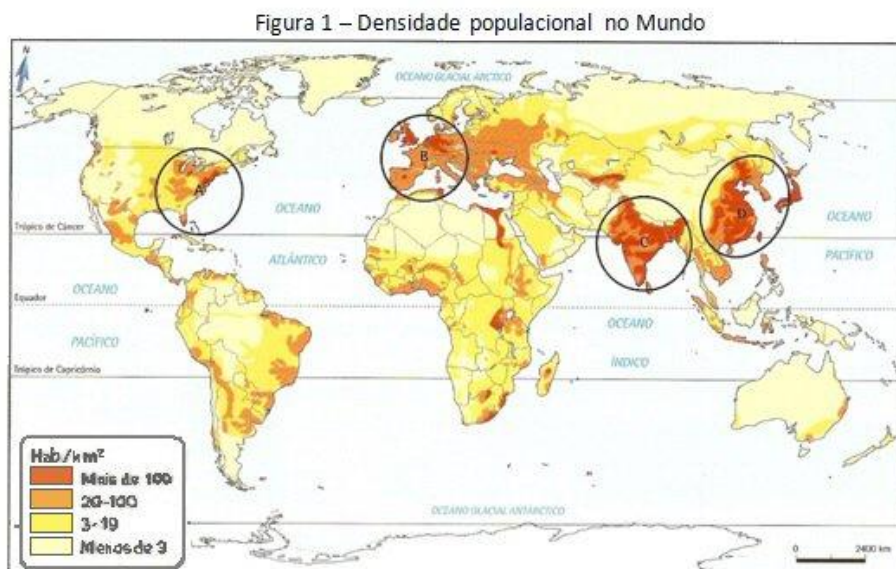 Figura 1 – Densidade populacional no Mundo
N
OCEANO GLACIAL ÁRCTICO
B
A
D
OCEANO
OCEANO
Trópico de Câncer
C
ATLÂNTICO
PACÍFICO
OCEANO
Equador
OCEANO
PACÍFICO
ÍNDICO
Trópico de Capricórnio
Hab/km²
Mais de 100
20-100
3-19
Menos de 3
OCEANO GLACIAL ANTÁRCTICO
0 2400 km